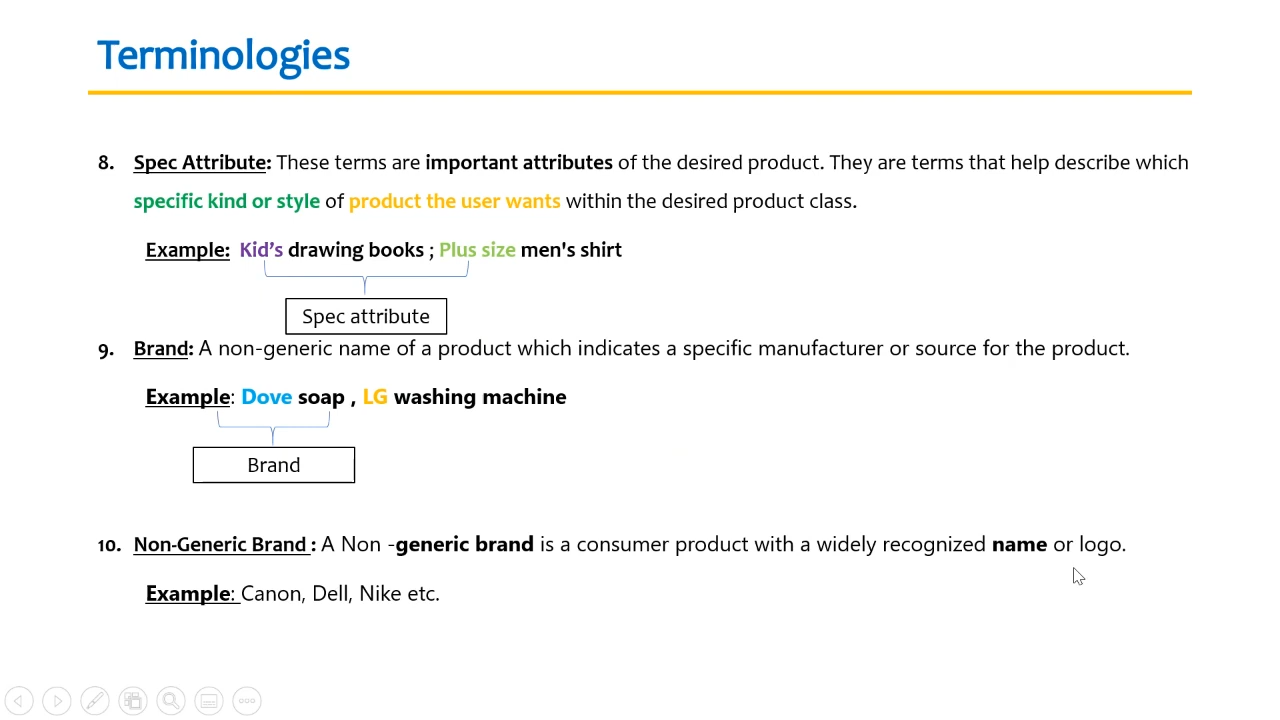 Terminologies
8. Spec Attribute: These terms are important attributes of the desired product. They are terms that help describe which
specific kind or style of product the user wants within the desired product class.
Example: Kid’s drawing books ; Plus size men's shirt
Spec attribute
9. Brand: A non-generic name of a product which indicates a specific manufacturer or source for the product.
Example: Dove soap , LG washing machine
Brand
10. Non-Generic Brand : A Non -generic brand is a consumer product with a widely recognized name or logo.
Example: Canon, Dell, Nike etc.